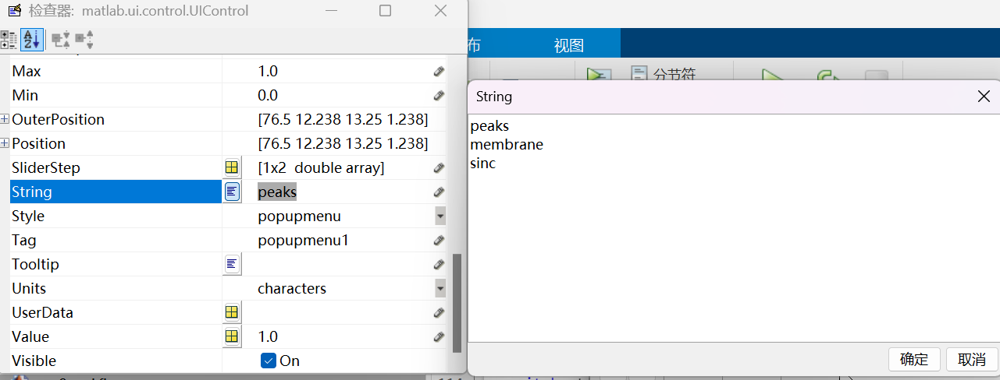 检查器: matlab.ui.control.UIControl
Max 1.0
Min 0.0
OuterPosition [76.5 12.238 13.25 1.238]
Position [76.5 12.238 13.25 1.238]
SliderStep [1x2 double array]
String peaks
Style popupmenu
Tag popupmenu1
Tooltip
Units characters
UserData
Value 1.0
Visible On
布 视图
分节符
String
peaks
membrane
sinc
确定 取消